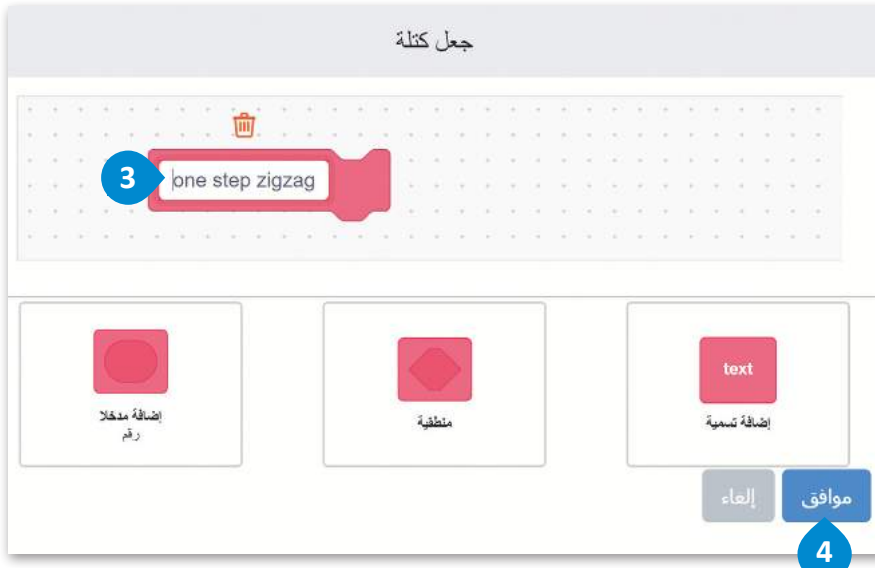 جعل كتلة
3
one step zigzag
text
إضافة تسمية
منطقية
إضافة مدخلا
رقم
موافق
إلغاء
4